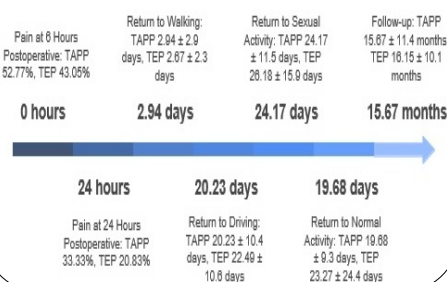 Pain at 6 Hours
Postoperative: TAPP
52.77%, TEP 43.05%
Return to Walking:
TAPP 2.94 ± 2.9
days, TEP 2.67 ± 2.3
days
Return to Sexual
Activity: TAPP 24.17
± 11.5 days, TEP
26.18 ± 15.9 days
Follow-up: TAPP
15.67 ± 11.4 months
TEP 16.15 ± 10.1
months
0 hours
2.94 days
24.17 days
15.67 months
24 hours
20.23 days
19.68 days
Pain at 24 Hours
Postoperative: TAPP
33.33%, TEP 20.83%
Return to Driving:
TAPP 20.23 ± 10.4
days, TEP 22.49 ±
10.6 days
Return to Normal
Activity: TAPP 19.68
± 9.3 days, TEP
23.27 ± 24.4 days